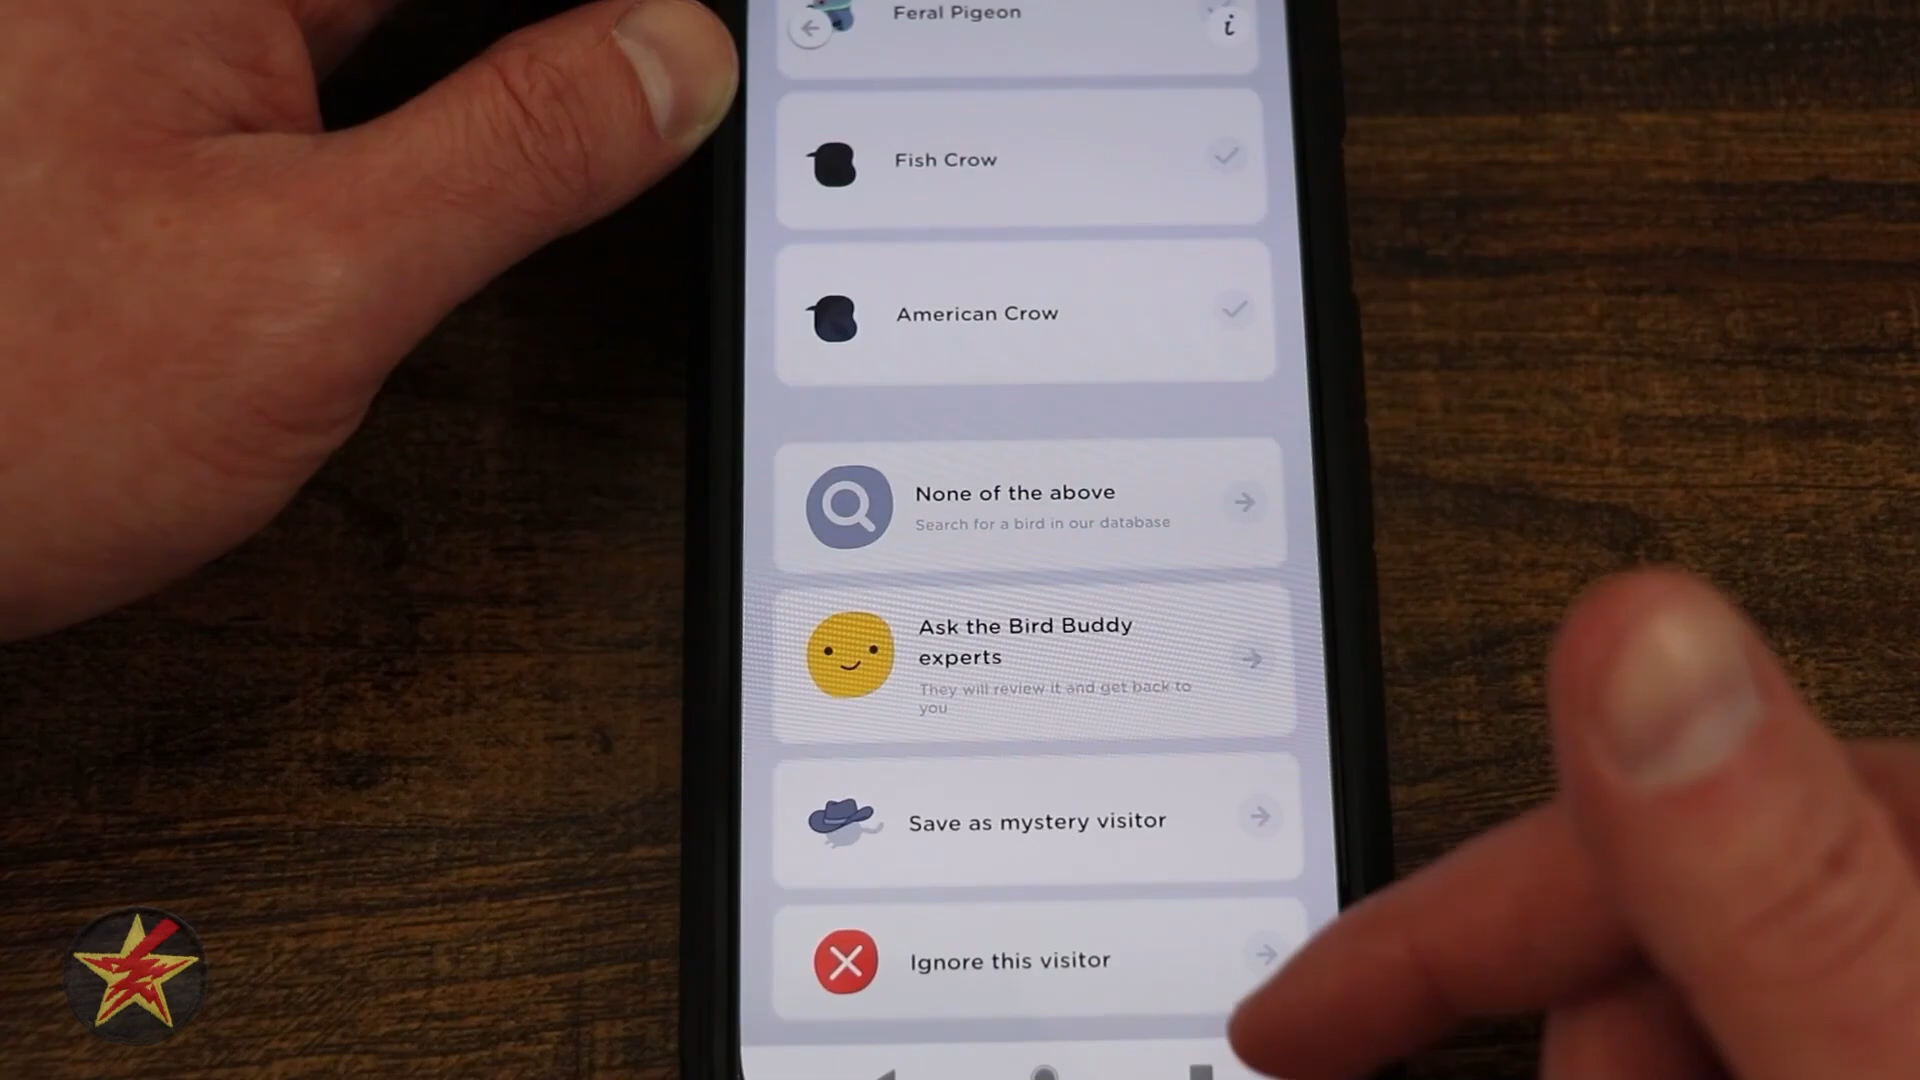 Feral Pigeon
i
Fish Crow
American Crow
None of the above
Search for a bird in our database
Ask the Bird Buddy
experts
They will review it and get back to
you
Save as mystery visitor
Ignore this visitor